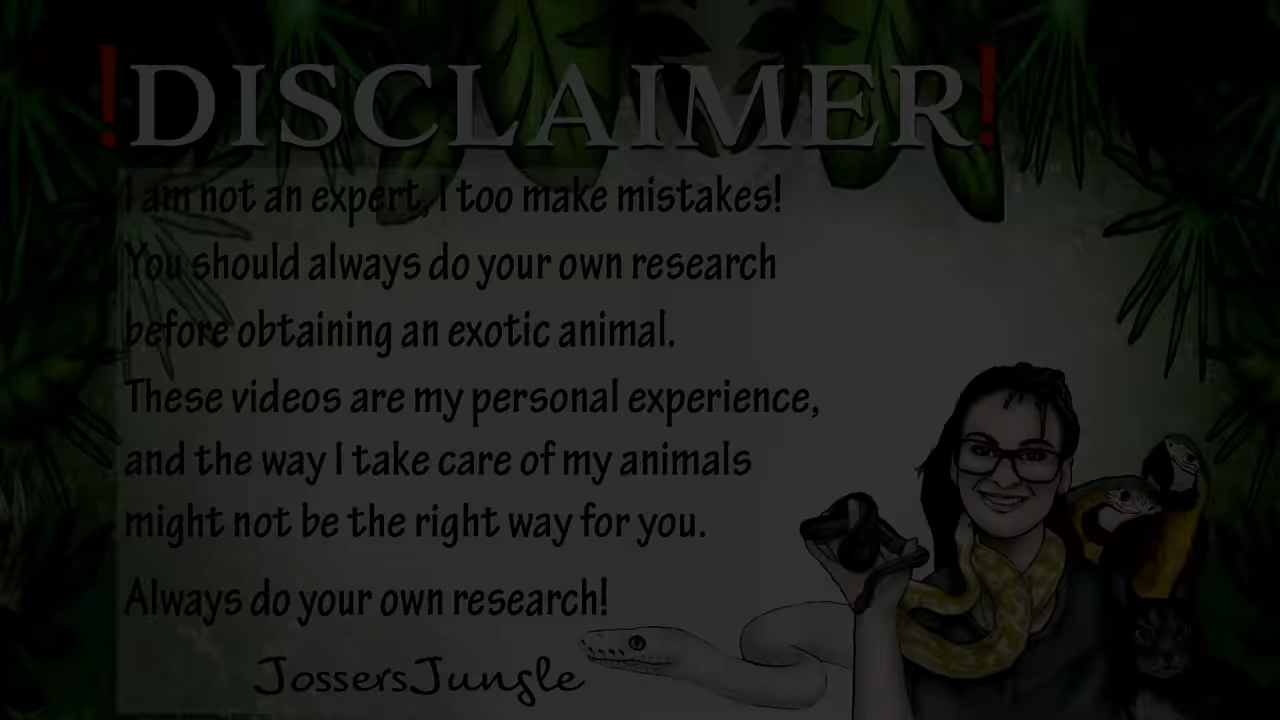 !DISCLAIMER!
I am not an expert, I too make mistakes!
You should always do your own research
before obtaining an exotic animal.
These videos are my personal experience,
and the way I take care of my animals
might not be the right way for you.
Always do your own research!
JossersJungle